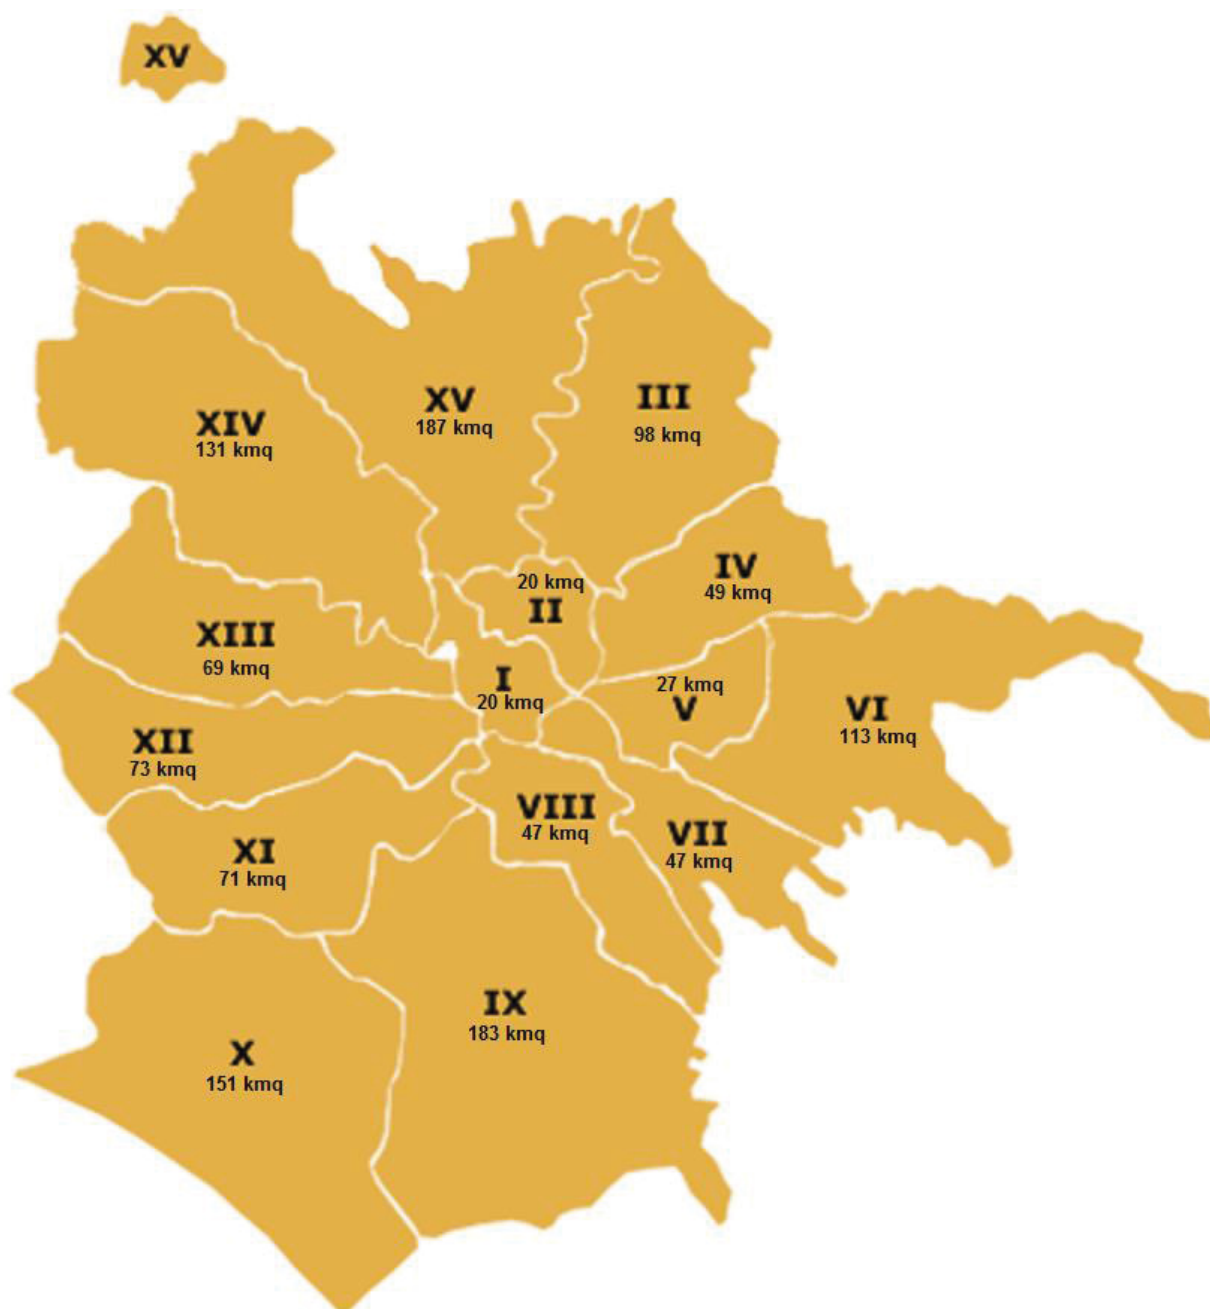 XV
XV
187 kmq
III
98 kmq
XIV
131 kmq
IV
49 kmq
20 kmq
II
XIII
69 kmq
I
20 kmq
27 kmq
V
VI
113 kmq
XII
73 kmq
VIII
47 kmq
VII
47 kmq
XI
71 kmq
IX
183 kmq
X
151 kmq